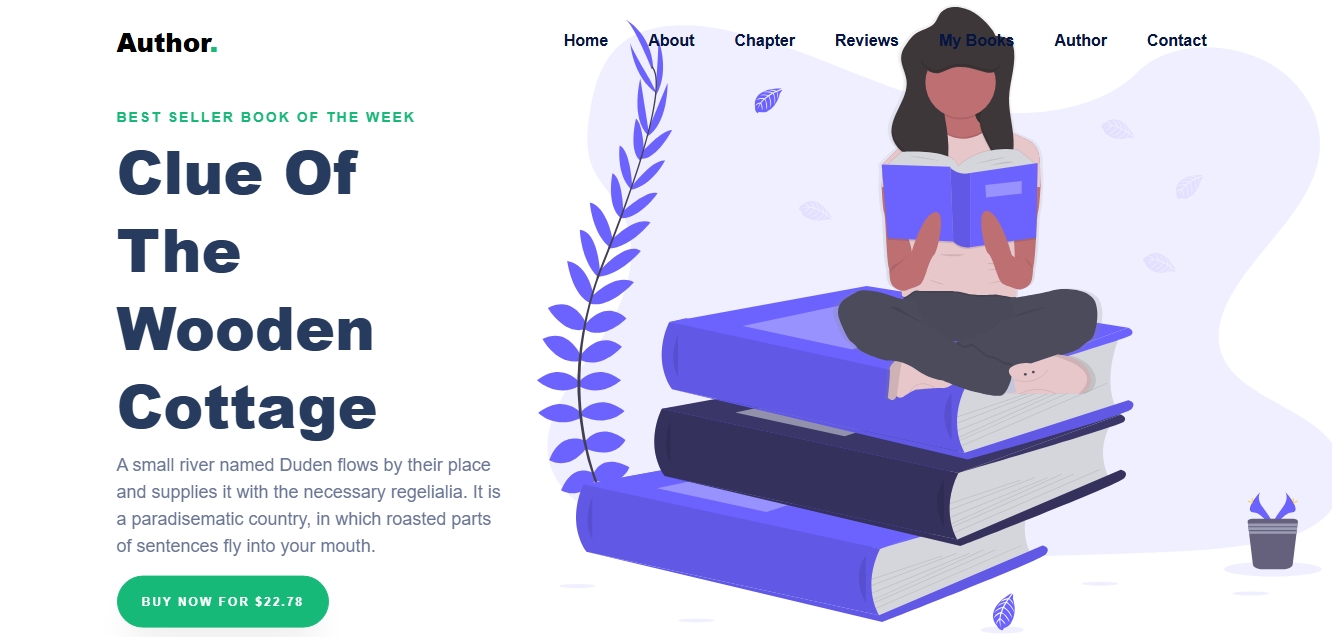 Author.
Home About Chapter Reviews My Books Author Contact
BEST SELLER BOOK OF THE WEEK
Clue Of
The
Wooden
Cottage
A small river named Duden flows by their place
and supplies it with the necessary regelialia. It is
a paradisematic country, in which roasted parts
of sentences fly into your mouth.
BUY NOW FOR $22.78